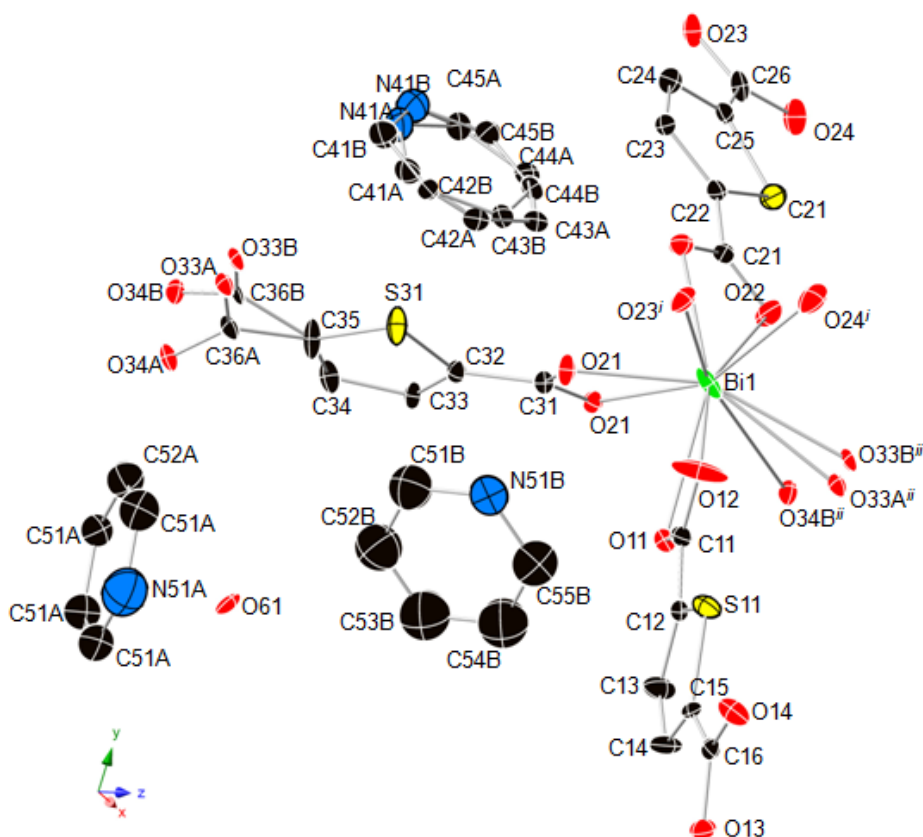 O23
C45A
C24
C26
N41B
N41A
O24
C45B
C41B
C23
C25
C44A
C41A
C42B
C44B
C22
C21
C42A
C43B
C43A
C21
O33B
O33A
S31
O22
O34B
C36B
C35
O23i
O24i
O34A
C36A
C32
O21
Bi1
C34
C33
C31
O21
C52A
C51B
N51B
O12
O33Bii
O33Aii
C51A
C52B
O34Bii
C51A
O11
C11
N51A
O61
C55B
S11
C51A
C53B
C12
C51A
C54B
C13
C15
O14
C14
C16
y
z
x
O13